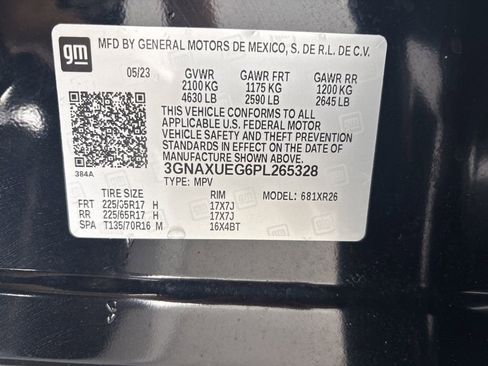 gm
MFD BY GENERAL MOTORS DE MEXICO, S. DE R.L. DE C.V.
05/23 GVWR GAWR FRT GAWR RR
2100 KG 1175 KG 1200 KG
4630 LB 2590 LB 2645 LB
THIS VEHICLE CONFORMS TO ALL
APPLICABLE U.S. FEDERAL MOTOR
VEHICLE SAFETY AND THEFT PREVENTION
STANDARDS IN EFFECT ON THE DATE OF
MANUFACTURE SHOWN ABOVE.
384A 3GNAXUEG6PL265328
TYPE: MPV
TIRE SIZE RIM MODEL: 681XR26
FRT 225/65R17 H 17X7J
RR 225/65R17 H 17X7J
SPA T135/70R16 M 16X4BT